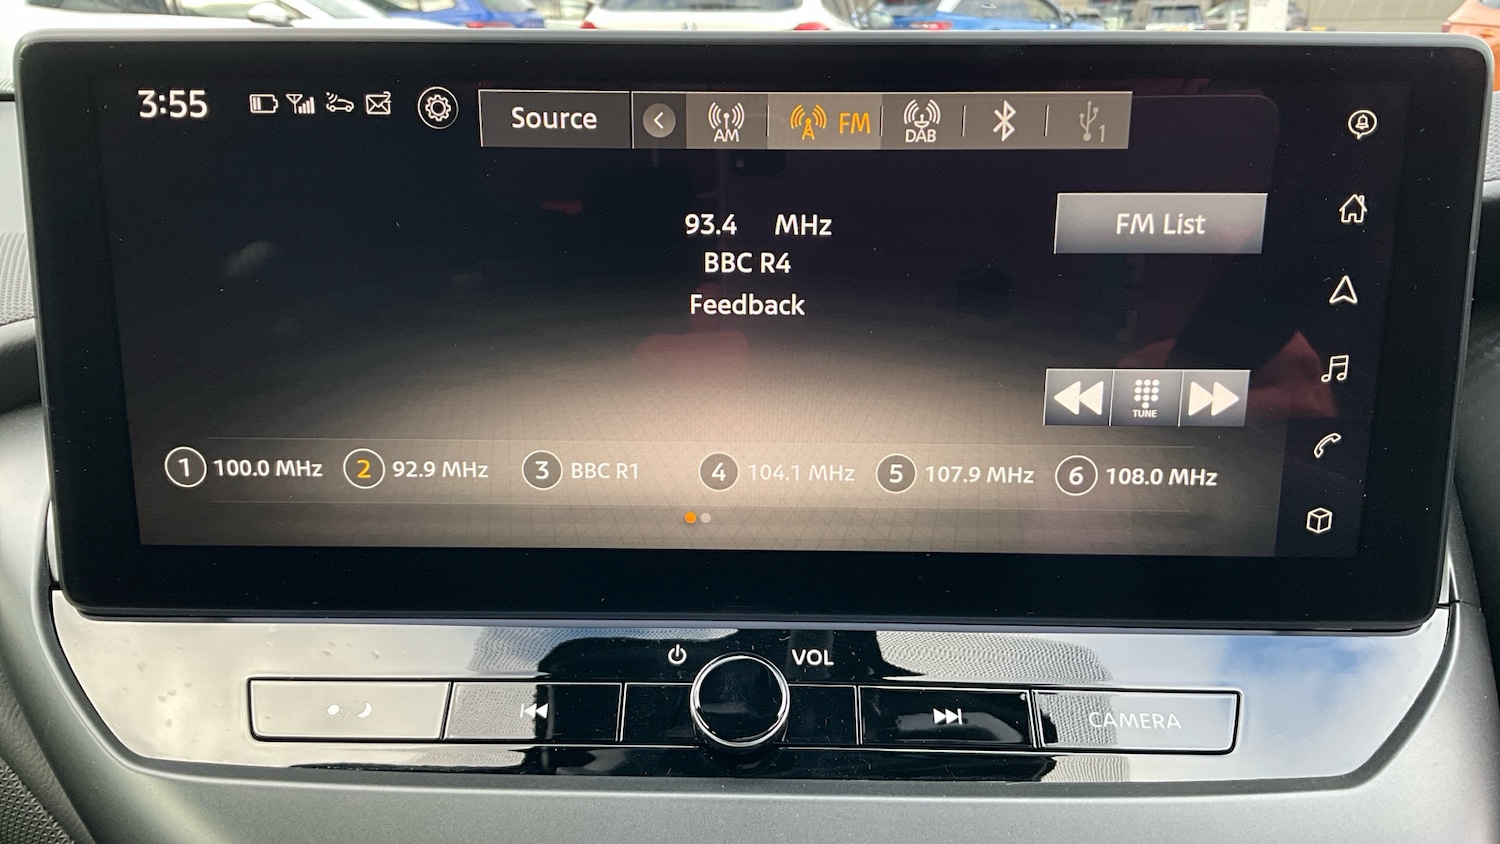 3:55
Source
AM
FM
DAB
1
93.4 MHz
BBC R4
Feedback
FM List
TUNE
1 100.0 MHz
2 92.9 MHz
3 BBC R1
4 104.1 MHz
5 107.9 MHz
6 108.0 MHz
VOL
CAMERA